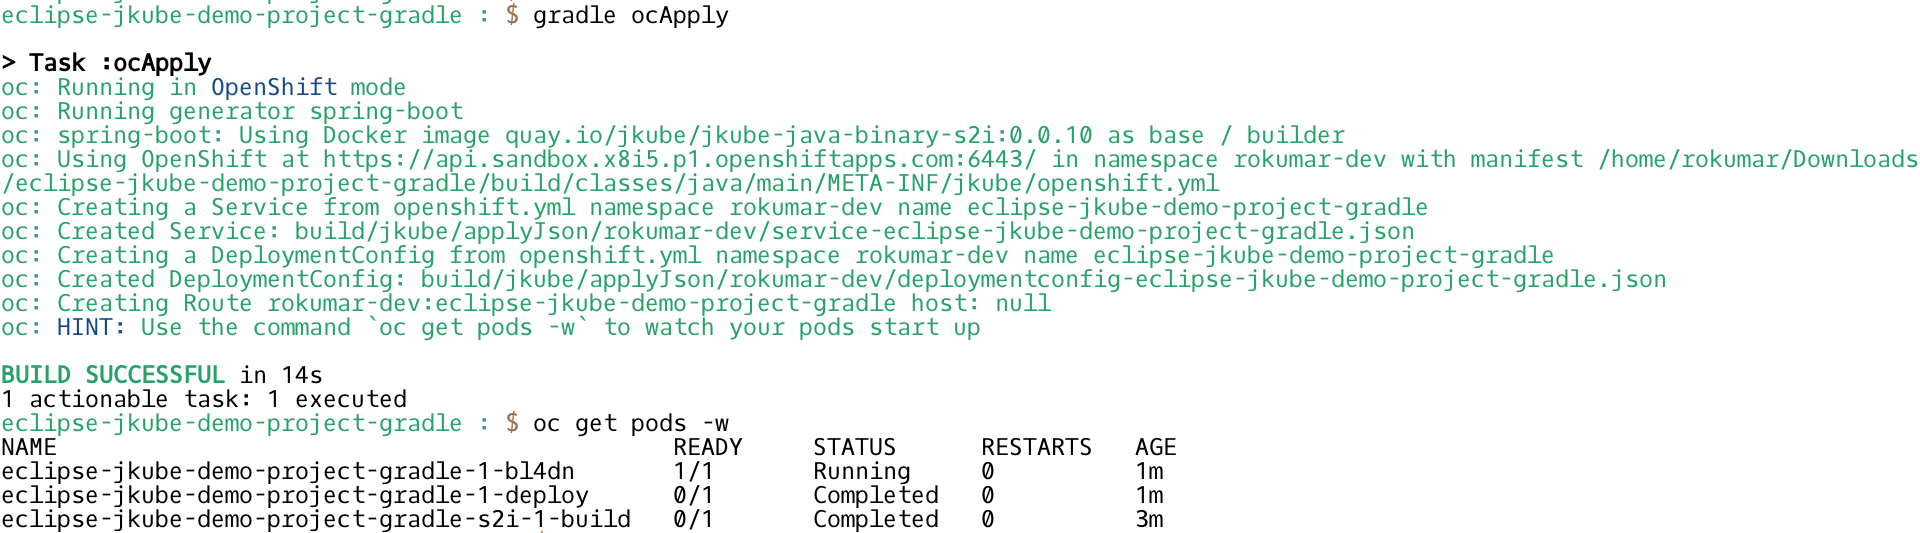 eclipse-jkube-demo-project-gradle : $ gradle ocApply
> Task :ocApply
oc: Running in OpenShift mode
oc: Running generator spring-boot
oc: spring-boot: Using Docker image quay.io/jkube/jkube-java-binary-s2i:0.0.10 as base / builder
oc: Using OpenShift at https://api.sandbox.x8i5.p1.openshiftapps.com:6443/ in namespace rokumar-dev with manifest /home/rokumar/Downloads
/eclipse-jkube-demo-project-gradle/build/classes/java/main/META-INF/jkube/openshift.yml
oc: Creating a Service from openshift.yml namespace rokumar-dev name eclipse-jkube-demo-project-gradle
oc: Created Service: build/jkube/applyJson/rokumar-dev/service-eclipse-jkube-demo-project-gradle.json
oc: Creating a DeploymentConfig from openshift.yml namespace rokumar-dev name eclipse-jkube-demo-project-gradle
oc: Created DeploymentConfig: build/jkube/applyJson/rokumar-dev/deploymentconfig-eclipse-jkube-demo-project-gradle.json
oc: Creating Route rokumar-dev:eclipse-jkube-demo-project-gradle host: null
oc: HINT: Use the command `oc get pods -w` to watch your pods start up
BUILD SUCCESSFUL in 14s
1 actionable task: 1 executed
eclipse-jkube-demo-project-gradle : $ oc get pods -w
NAME READY STATUS RESTARTS AGE
eclipse-jkube-demo-project-gradle-1-bl4dn 1/1 Running 0 1m
eclipse-jkube-demo-project-gradle-1-deploy 0/1 Completed 0 1m
eclipse-jkube-demo-project-gradle-s2i-1-build 0/1 Completed 0 3m